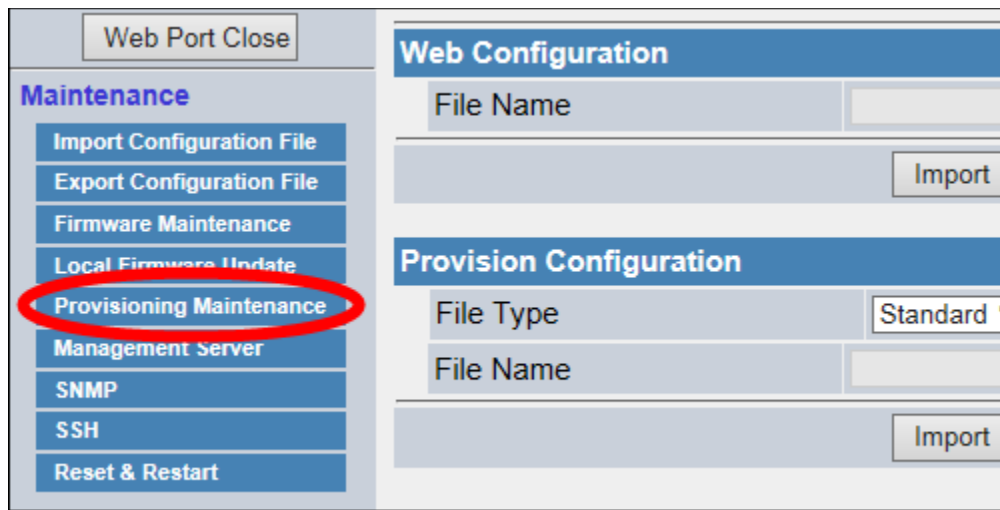 Web Port Close
Maintenance
Import Configuration File
Export Configuration File
Firmware Maintenance
Local Firmware Update
Provisioning Maintenance
Management Server
SNMP
SSH
Reset & Restart
Web Configuration
File Name
Import
Provision Configuration
File Type Standard
File Name
Import